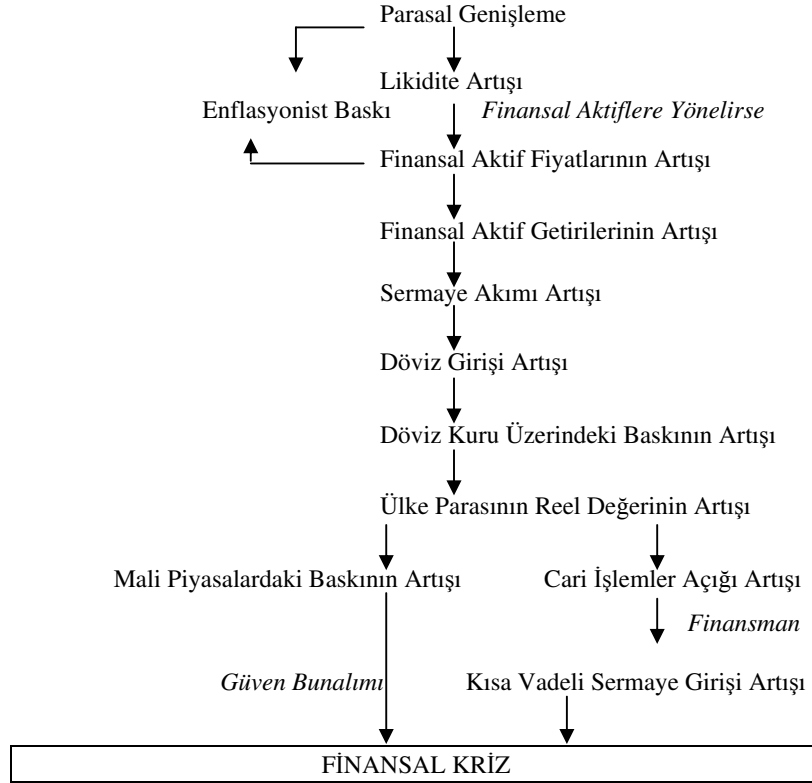 Parasal Genişleme
Likidite Artışı
Enflasyonist Baskı
Finansal Aktiflere Yönelirse
Finansal Aktif Fiyatlarının Artışı
Finansal Aktif Getirilerinin Artışı
Sermaye Akımı Artışı
Döviz Girişi Artışı
Döviz Kuru Üzerindeki Baskının Artışı
Ülke Parasının Reel Değerinin Artışı
Mali Piyasalardaki Baskının Artışı
Cari İşlemler Açığı Artışı
Finansman
Güven Bunalımı
Kısa Vadeli Sermaye Girişi Artışı
FİNANSAL KRİZ